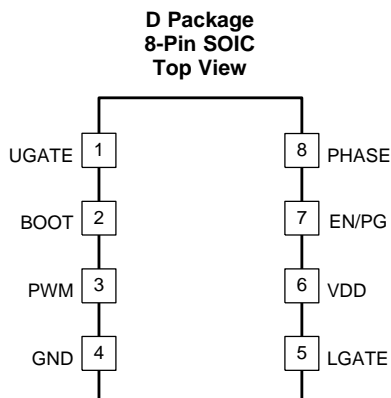 D Package
8-Pin SOIC
Top View
UGATE 1 8 PHASE
BOOT 2 7 EN/PG
PWM 3 6 VDD
GND 4 5 LGATE